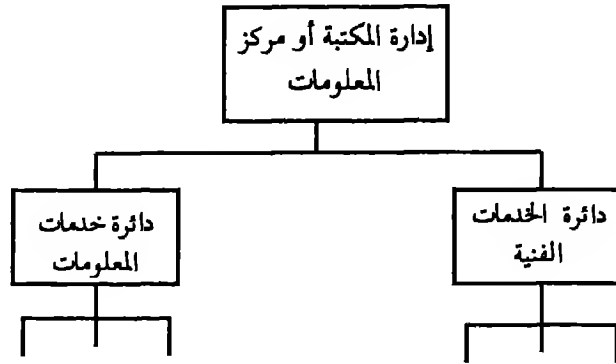 إدارة المكتبة أو مركز
المعلومات
دائرة الخدمات
الفنية
دائرة خدمات
المعلومات